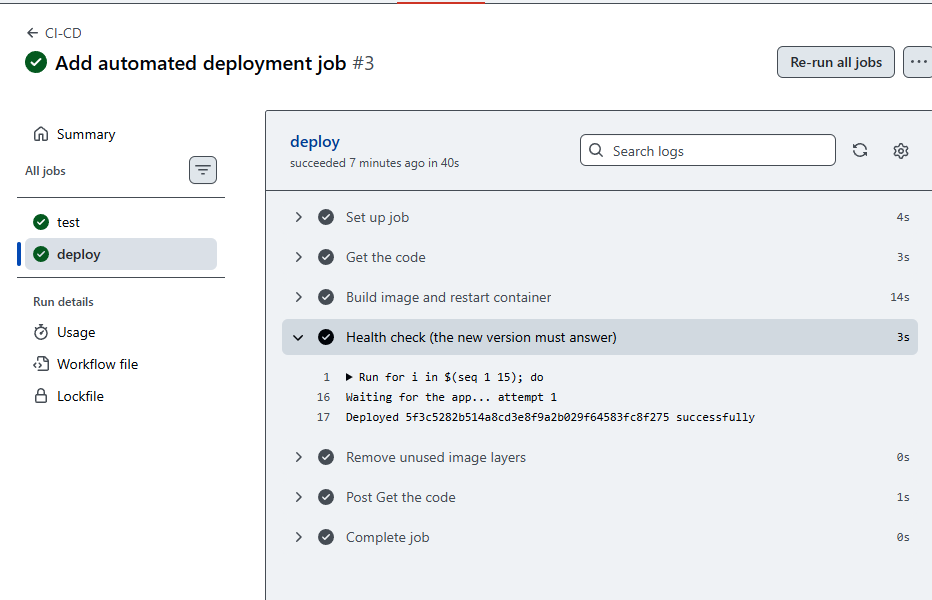 CI-CD
Add automated deployment job #3
Re-run all jobs
Summary
All jobs
test
deploy
Run details
Usage
Workflow file
Lockfile
deploy
succeeded 7 minutes ago in 40s
Search logs
Set up job 4s
Get the code 3s
Build image and restart container 14s
Health check (the new version must answer) 3s
1 Run for i in $(seq 1 15); do
16 Waiting for the app... attempt 1
17 Deployed 5f3c5282b514a8cd3e8f9a2b029f64583fc8f275 successfully
Remove unused image layers 0s
Post Get the code 1s
Complete job 0s